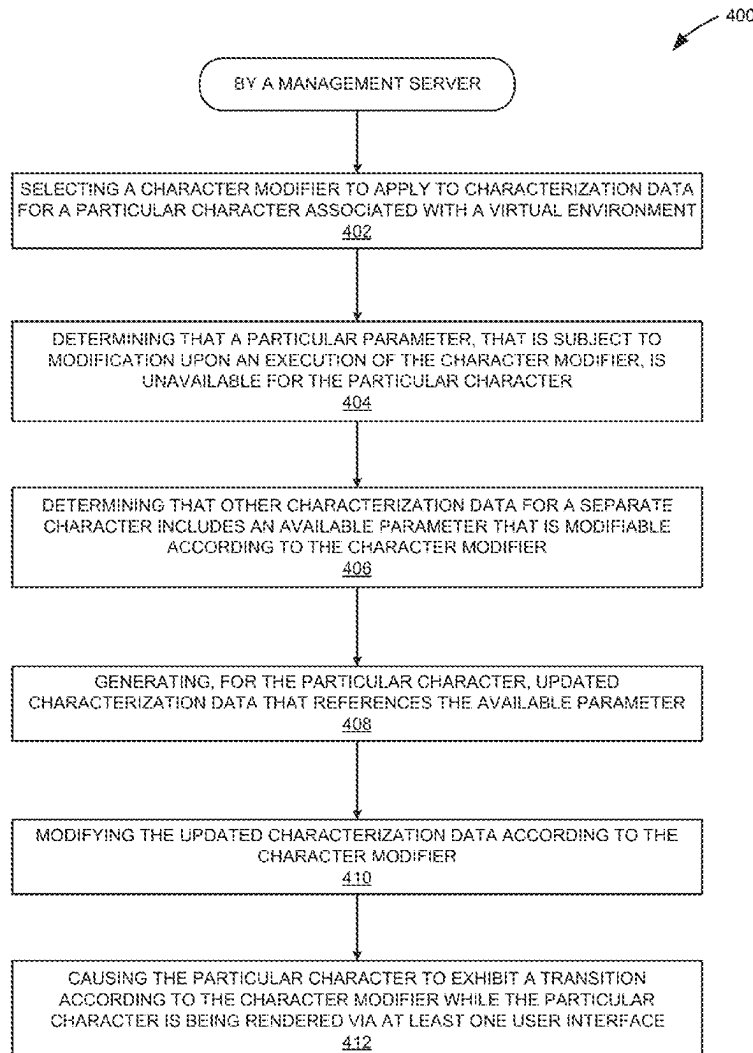 400
BY A MANAGEMENT SERVER
SELECTING A CHARACTER MODIFIER TO APPLY TO CHARACTERIZATION DATA
FOR A PARTICULAR CHARACTER ASSOCIATED WITH A VIRTUAL ENVIRONMENT
402
DETERMINING THAT A PARTICULAR PARAMETER, THAT IS SUBJECT TO
MODIFICATION UPON AN EXECUTION OF THE CHARACTER MODIFIER, IS
UNAVAILABLE FOR THE PARTICULAR CHARACTER
404
DETERMINING THAT OTHER CHARACTERIZATION DATA FOR A SEPARATE
CHARACTER INCLUDES AN AVAILABLE PARAMETER THAT IS MODIFIABLE
ACCORDING TO THE CHARACTER MODIFIER
406
GENERATING, FOR THE PARTICULAR CHARACTER, UPDATED
CHARACTERIZATION DATA THAT REFERENCES THE AVAILABLE PARAMETER
408
MODIFYING THE UPDATED CHARACTERIZATION DATA ACCORDING TO THE
CHARACTER MODIFIER
410
CAUSING THE PARTICULAR CHARACTER TO EXHIBIT A TRANSITION
ACCORDING TO THE CHARACTER MODIFIER WHILE THE PARTICULAR
CHARACTER IS BEING RENDERED VIA AT LEAST ONE USER INTERFACE
412